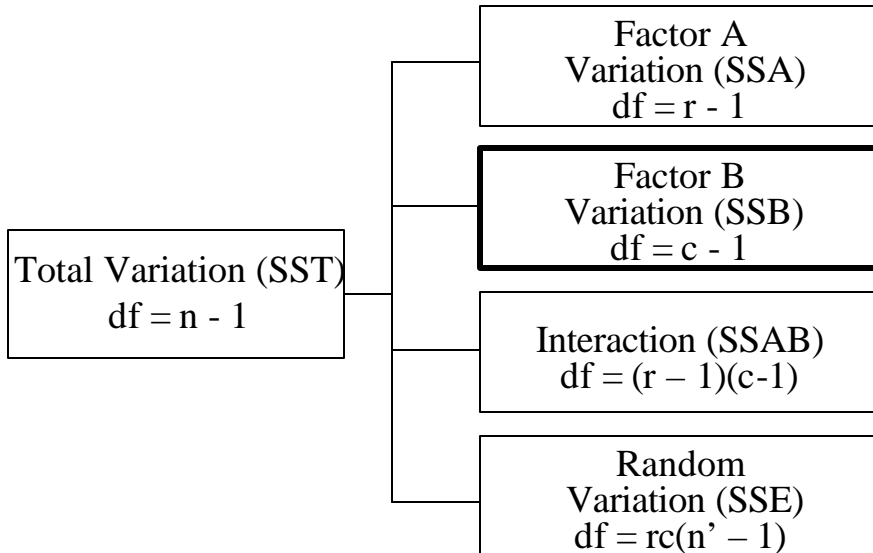 Total Variation (SST)
df = n - 1
Factor A
Variation (SSA)
df = r - 1
Factor B
Variation (SSB)
df = c - 1
Interaction (SSAB)
df = (r – 1)(c-1)
Random
Variation (SSE)
df = rc(n’ – 1)